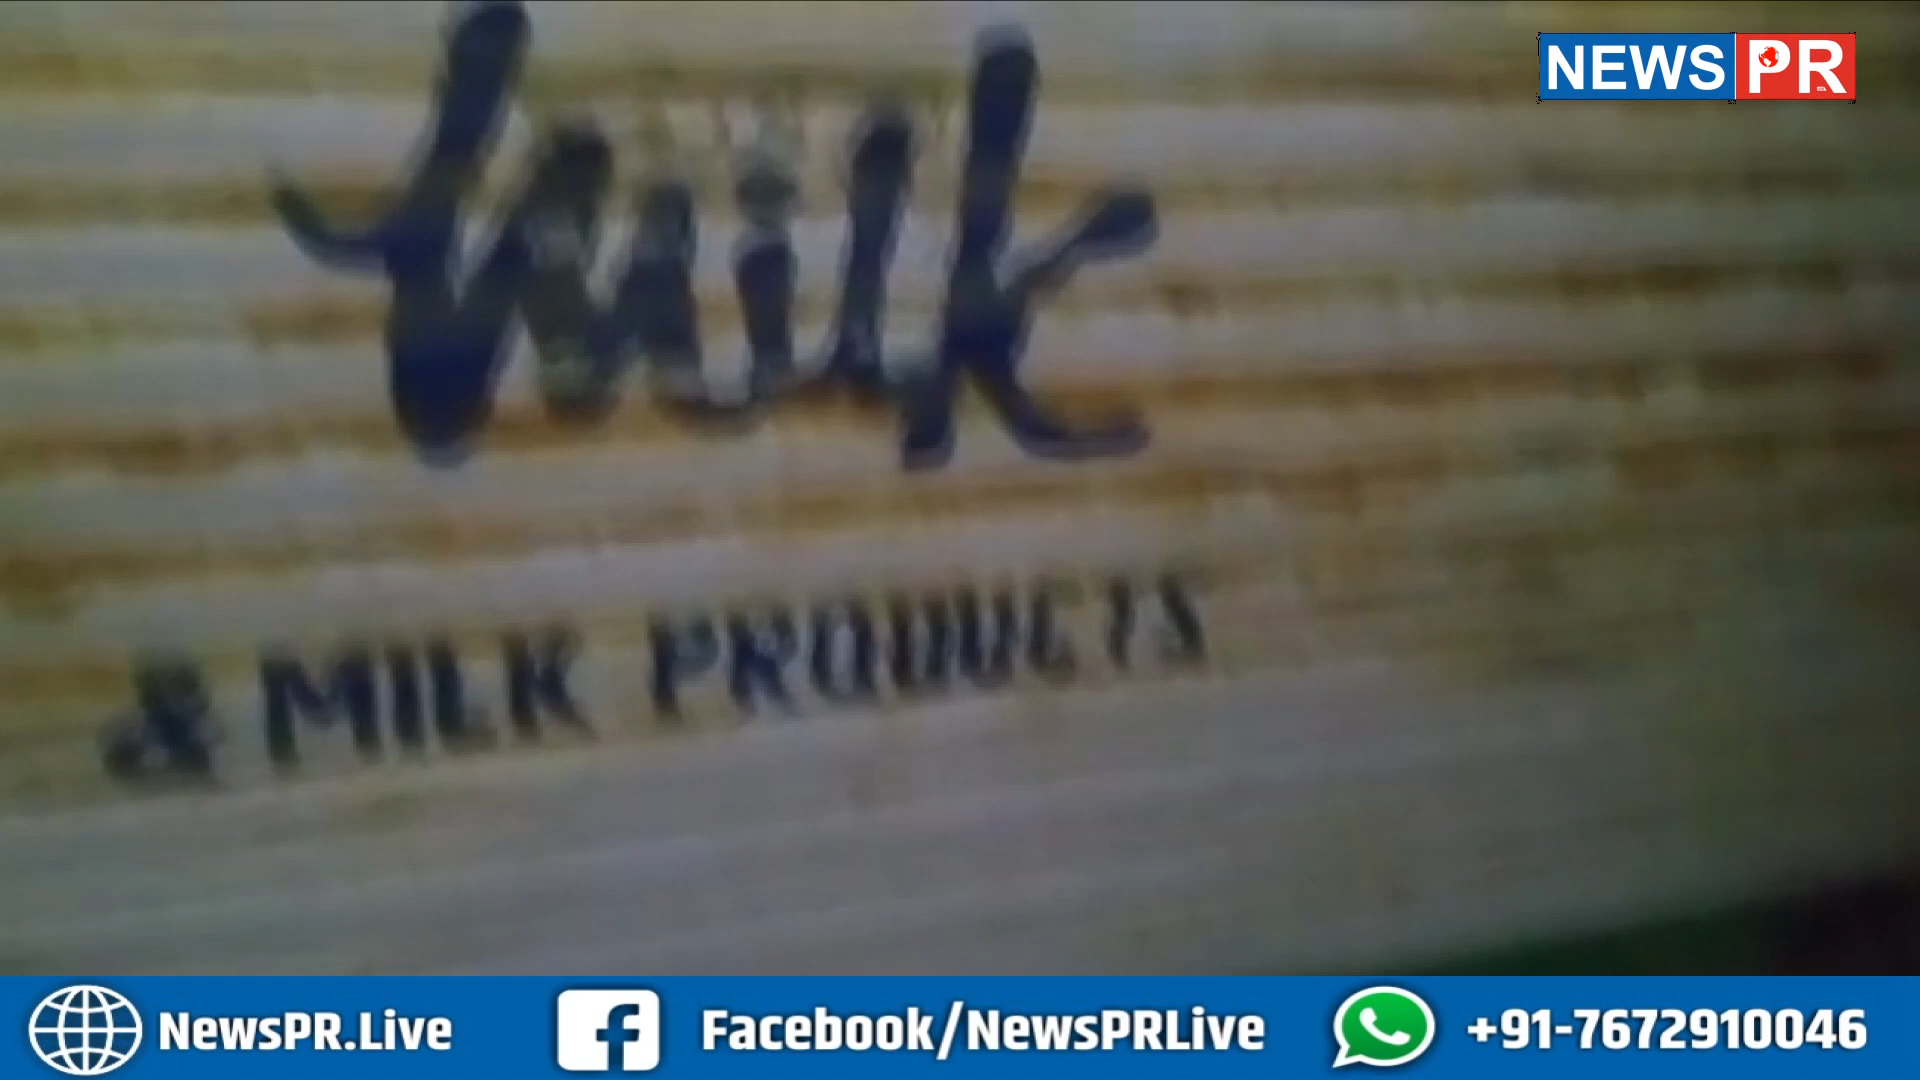 NEWS PR
Milk
& MILK PRODUCTS
NewsPR.Live Facebook/NewsPRLive +91-7672910046